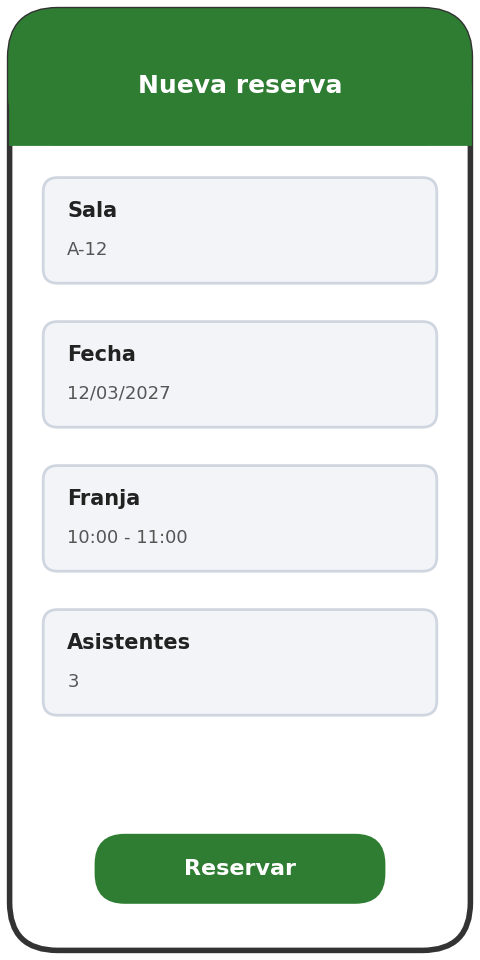 Nueva reserva
Sala
A-12
Fecha
12/03/2027
Franja
10:00 - 11:00
Asistentes
3
Reservar